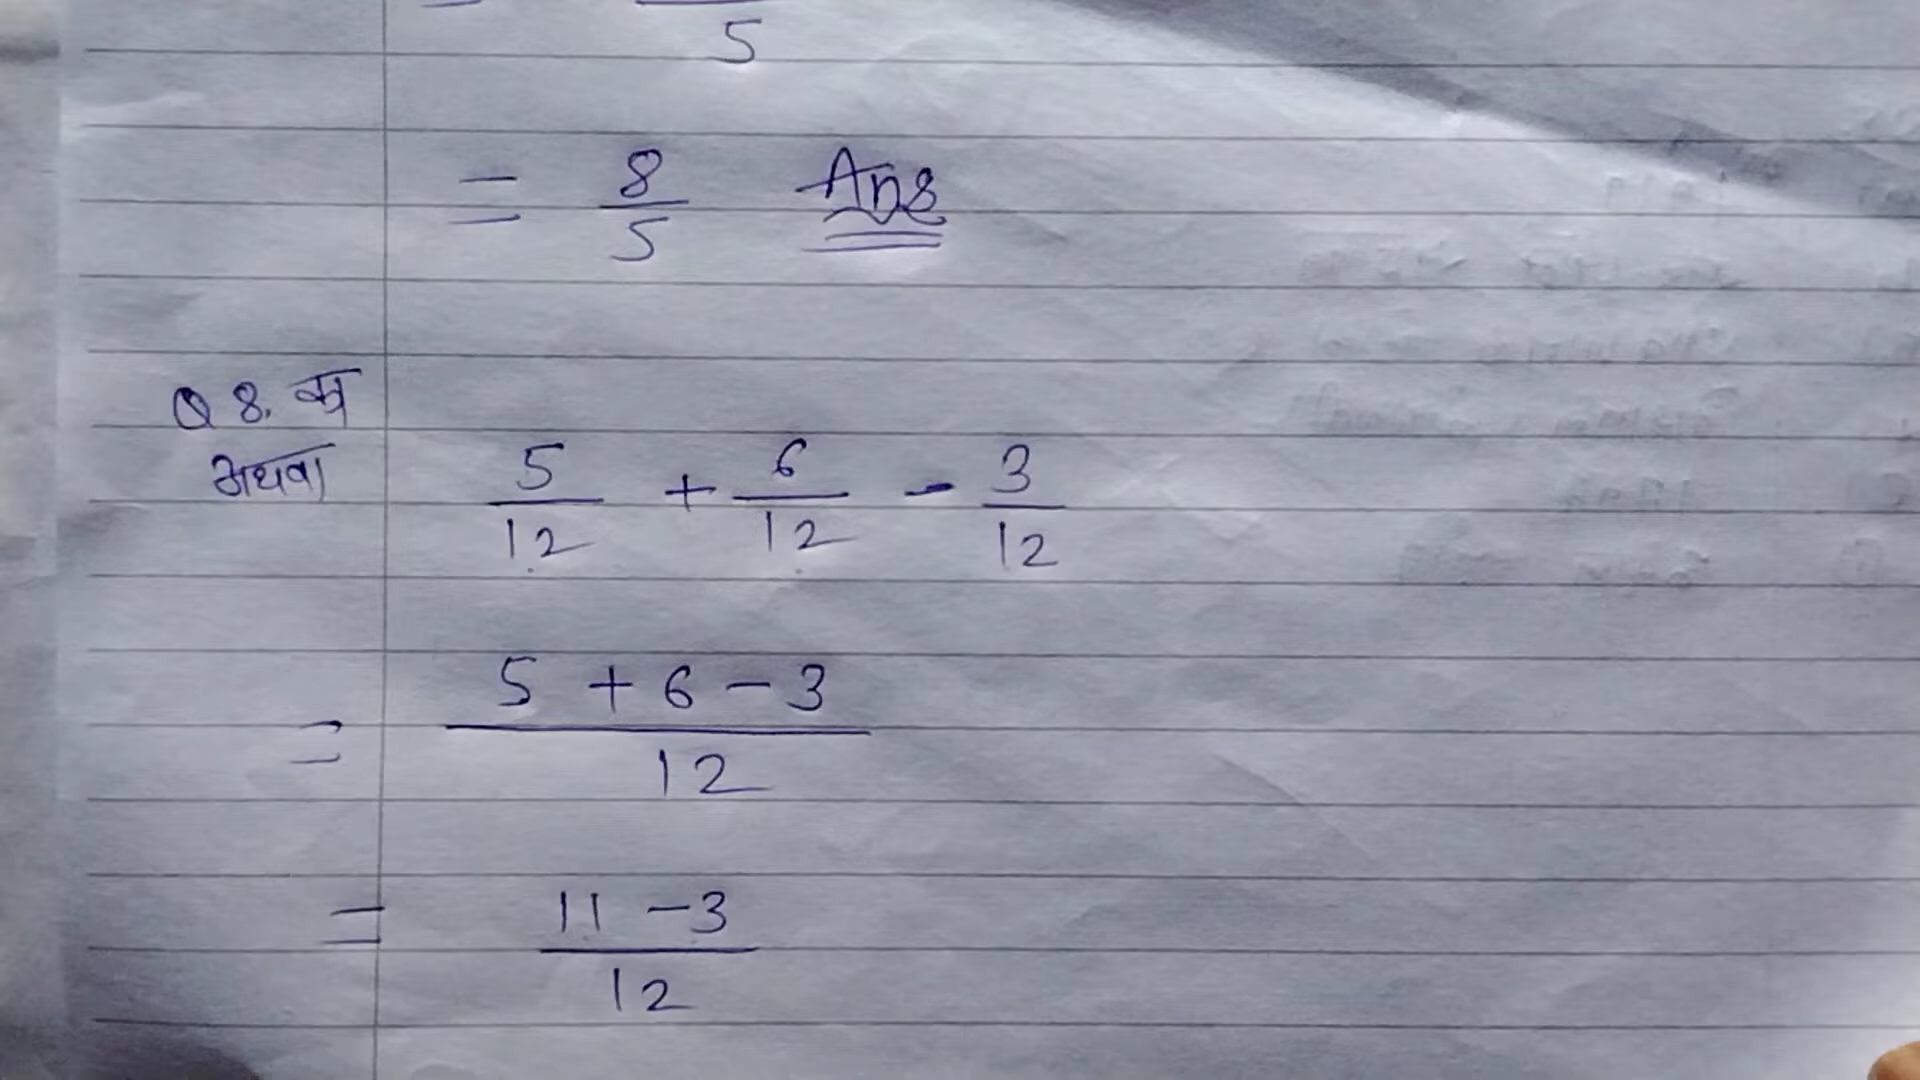 5
= 8/5 Ans
Q 8. का
अथवा
5/12 + 6/12 - 3/12
= 5 + 6 - 3 / 12
= 11 - 3 / 12